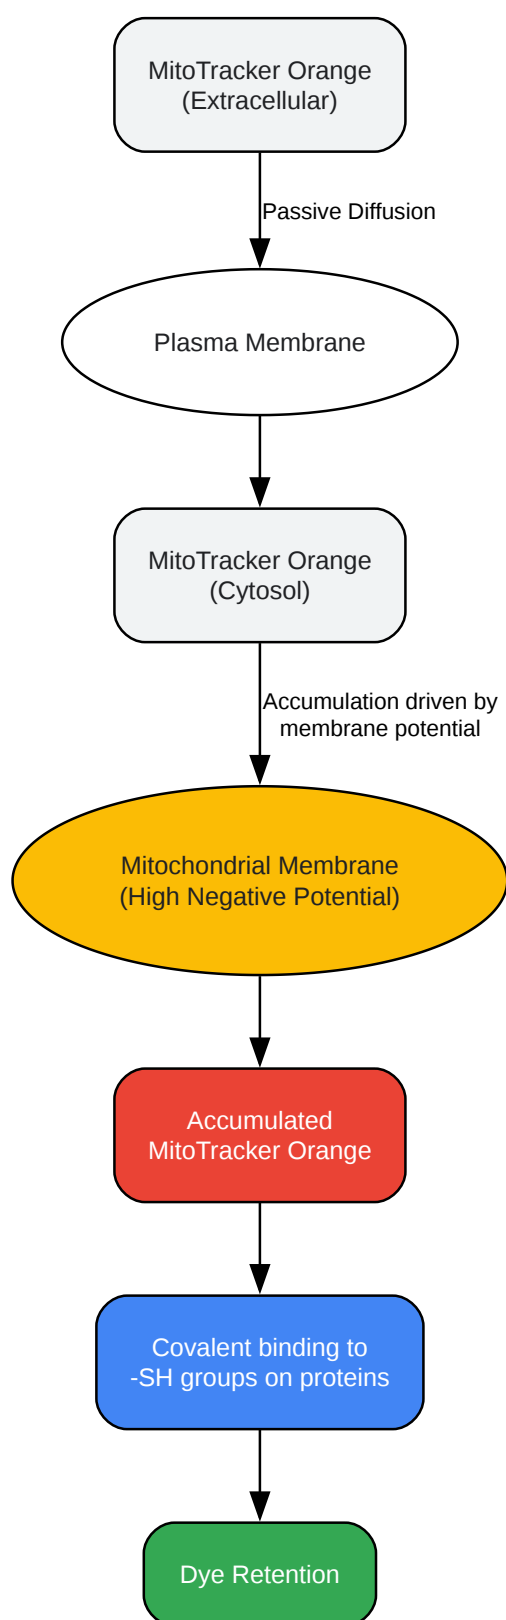 MitoTracker Orange
(Extracellular)
Passive Diffusion
Plasma Membrane
MitoTracker Orange
(Cytosol)
Accumulation driven by
membrane potential
Mitochondrial Membrane
(High Negative Potential)
Accumulated
MitoTracker Orange
Covalent binding to
-SH groups on proteins
Dye Retention